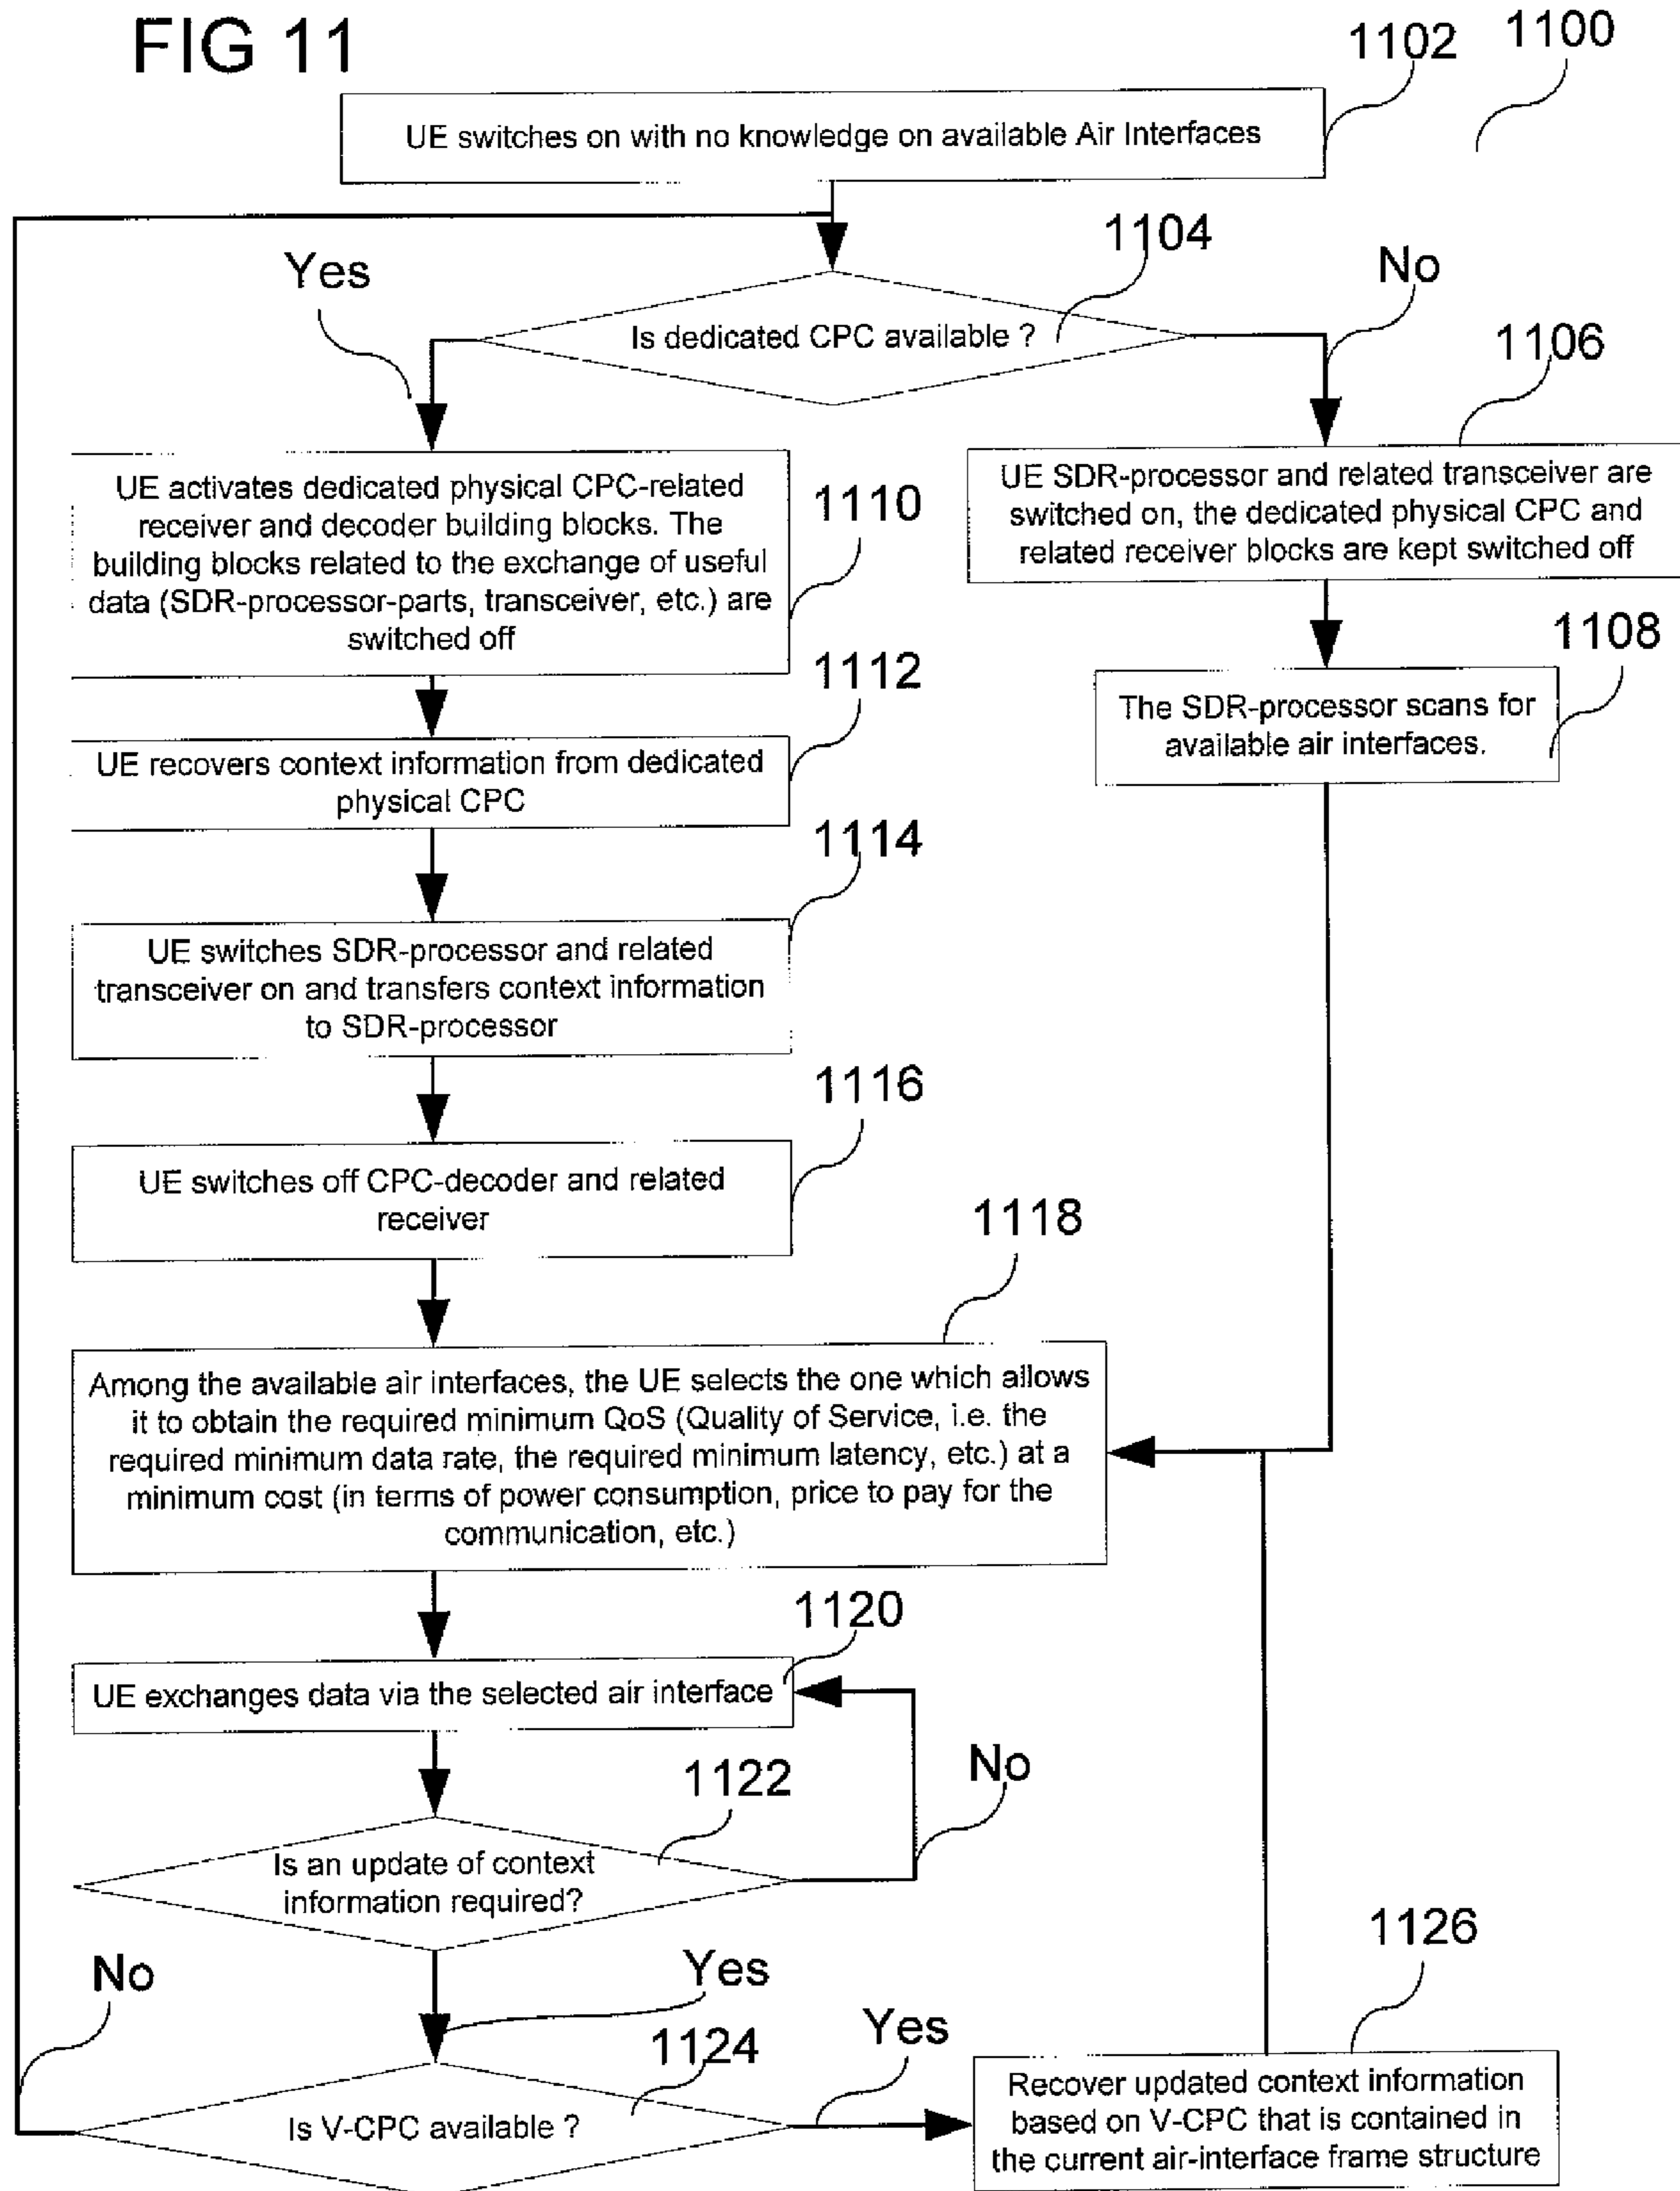 FIG 11
1102
1100
UE switches on with no knowledge on available Air Interfaces
1104
Yes
No
Is dedicated CPC available ?
1106
UE activates dedicated physical CPC-related
receiver and decoder building blocks. The
building blocks related to the exchange of useful
data (SDR-processor-parts, transceiver, etc.) are
switched off
1110
UE SDR-processor and related transceiver are
switched on, the dedicated physical CPC and
related receiver blocks are kept switched off
1108
1112
The SDR-processor scans for
available air interfaces.
UE recovers context information from dedicated
physical CPC
1114
UE switches SDR-processor and related
transceiver on and transfers context information
to SDR-processor
1116
UE switches off CPC-decoder and related
receiver
1118
Among the available air interfaces, the UE selects the one which allows
it to obtain the required minimum QoS (Quality of Service, i.e. the
required minimum data rate, the required minimum latency, etc.) at a
minimum cost (in terms of power consumption, price to pay for the
communication, etc.)
1120
UE exchanges data via the selected air interface
1122
No
Is an update of context
information required?
1126
No
Yes
Yes
1124
Is V-CPC available ?
Recover updated context information
based on V-CPC that is contained in
the current air-interface frame structure